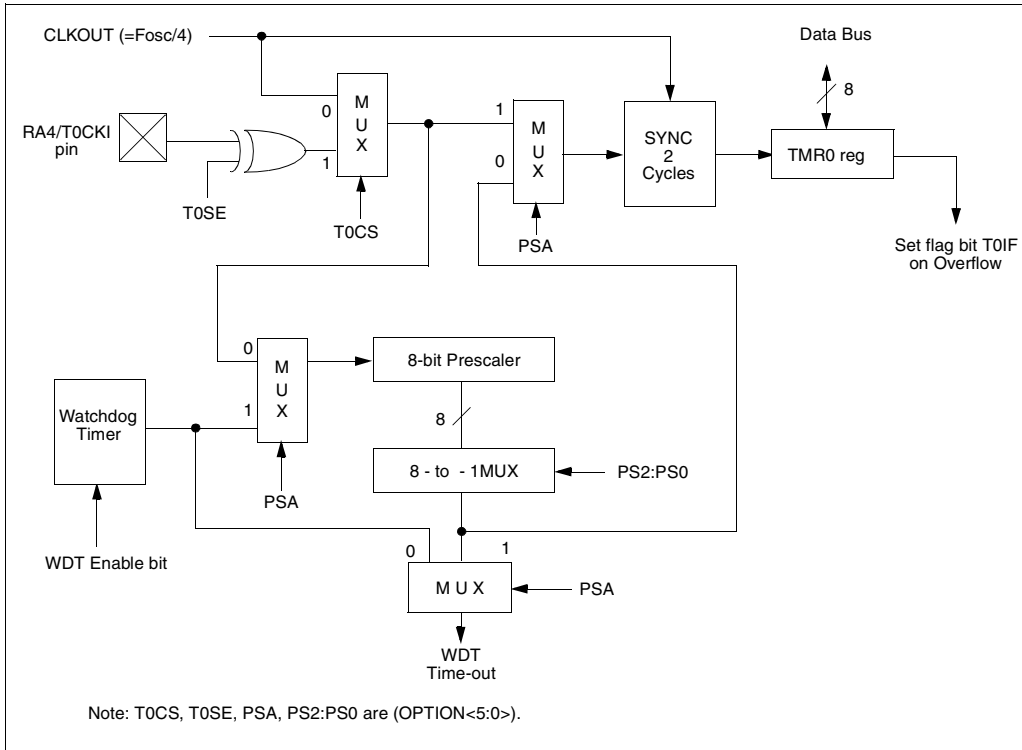 CLKOUT (=Fosc/4)
Data Bus
8
RA4/T0CKI
pin
T0SE
0
1
M
U
X
T0CS
1
0
M
U
X
PSA
SYNC
2
Cycles
TMR0 reg
Set flag bit T0IF
on Overflow
0
1
M
U
X
PSA
8-bit Prescaler
8
8 - to - 1MUX
PS2:PS0
Watchdog
Timer
WDT Enable bit
0
1
M U X
PSA
WDT
Time-out
Note: T0CS, T0SE, PSA, PS2:PS0 are (OPTION<5:0>).